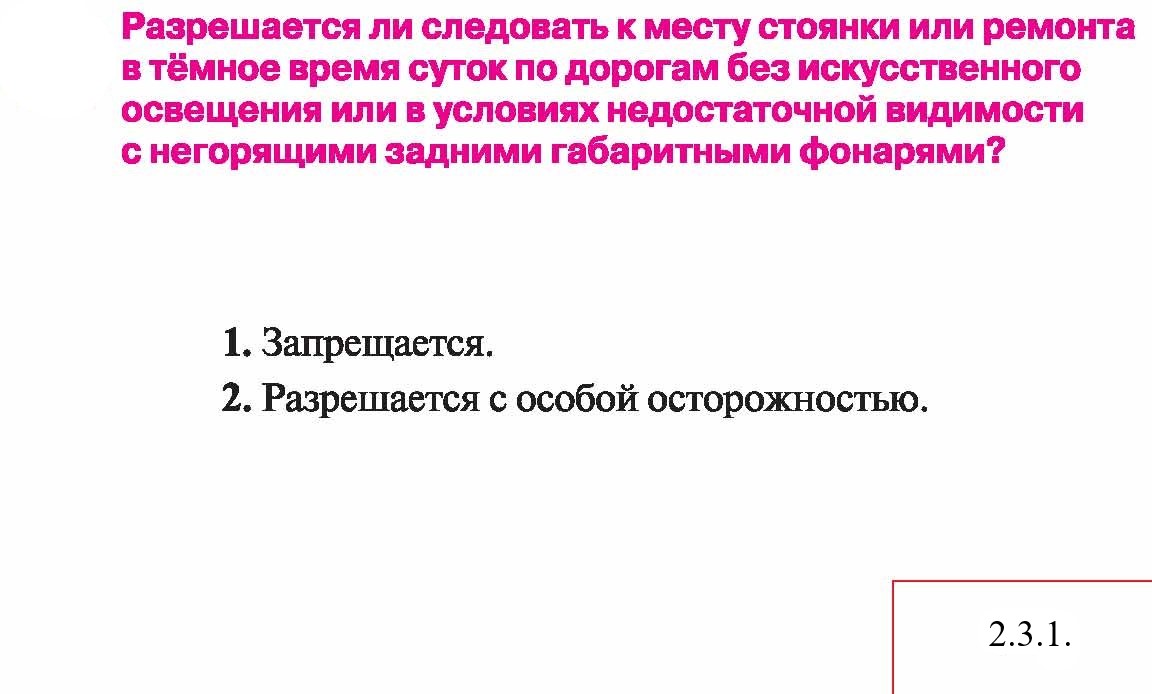 Разрешается ли следовать к месту стоянки или ремонта
в тёмное время суток по дорогам без искусственного
освещения или в условиях недостаточной видимости
с негорящими задними габаритными фонарями?
1. Запрещается.
2. Разрешается с особой осторожностью.
2.3.1.